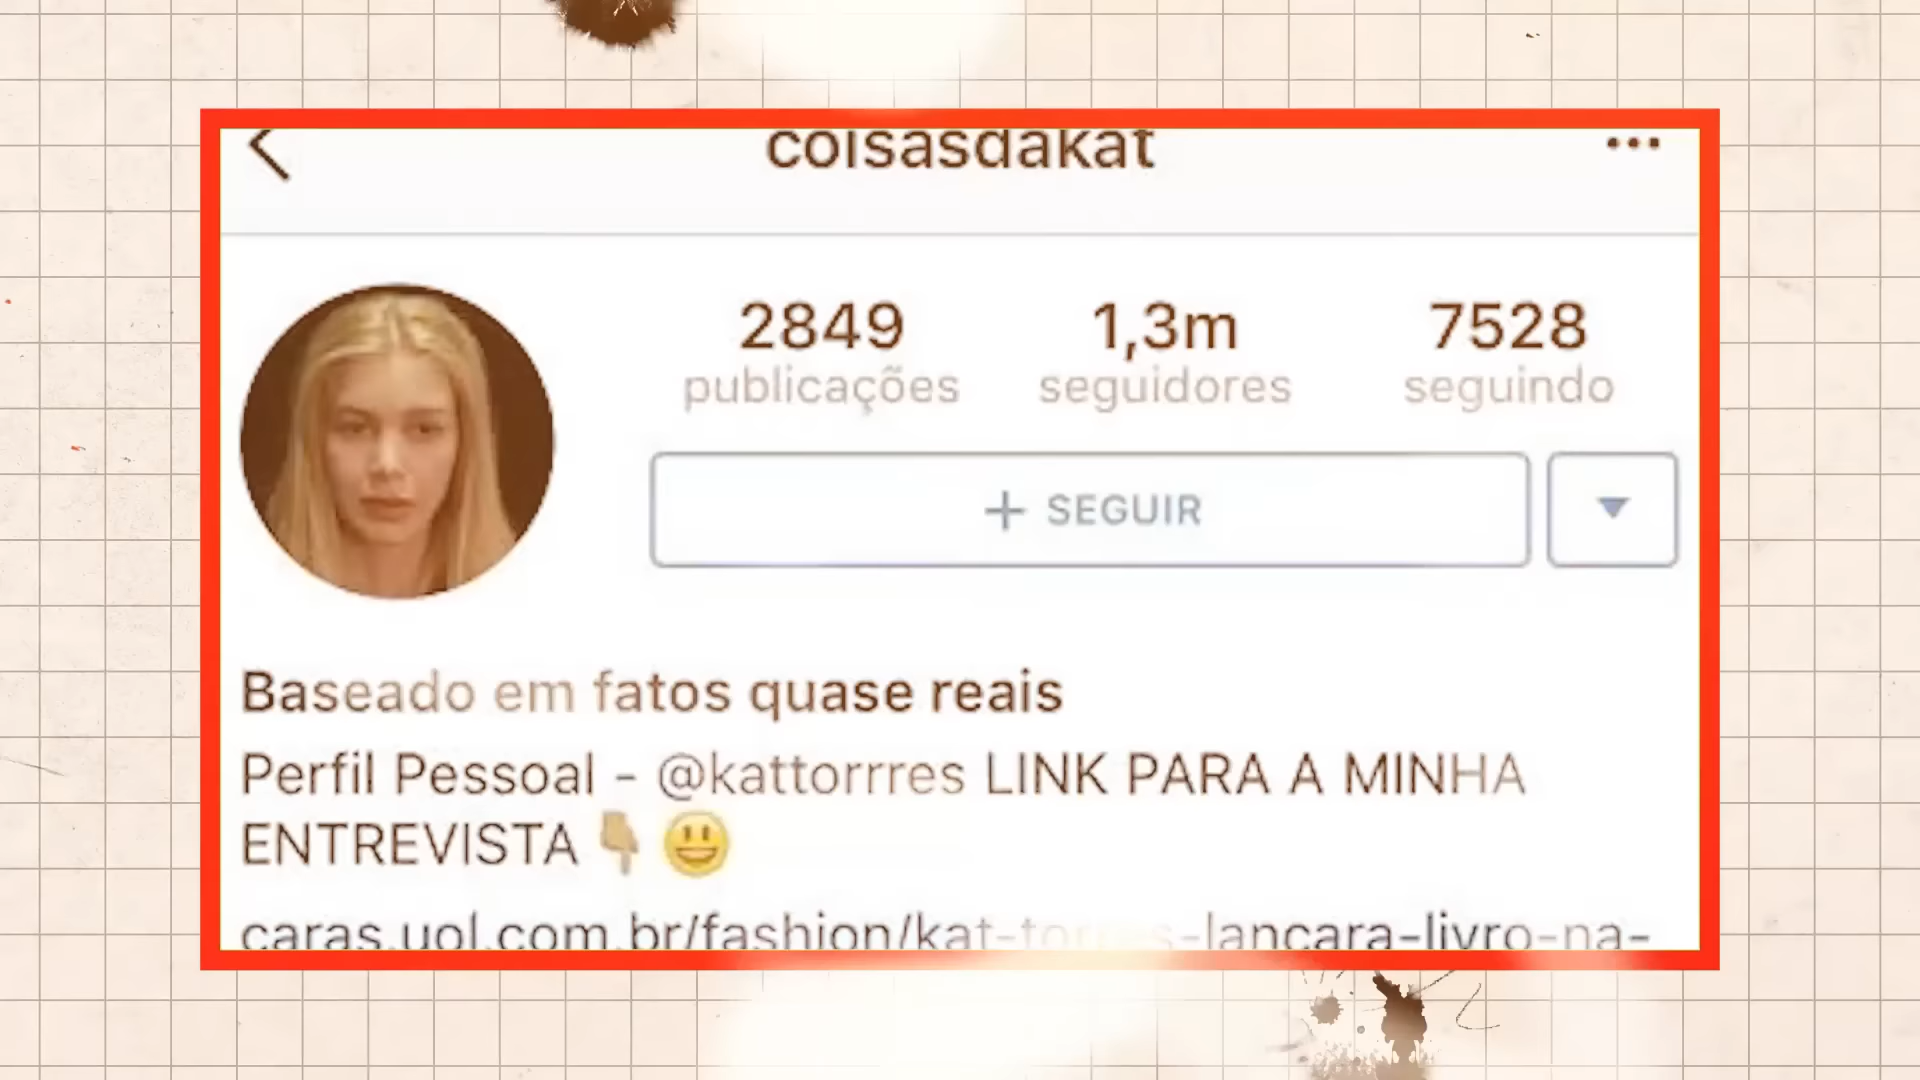 coisasdakat
2849 1,3m 7528
publicações seguidores seguindo
+ SEGUIR
Baseado em fatos quase reais
Perfil Pessoal - @kattorrres LINK PARA A MINHA
ENTREVISTA 👇 😃
caras.uol.com.br/fashion/kat-torres-lancara-livro-na-